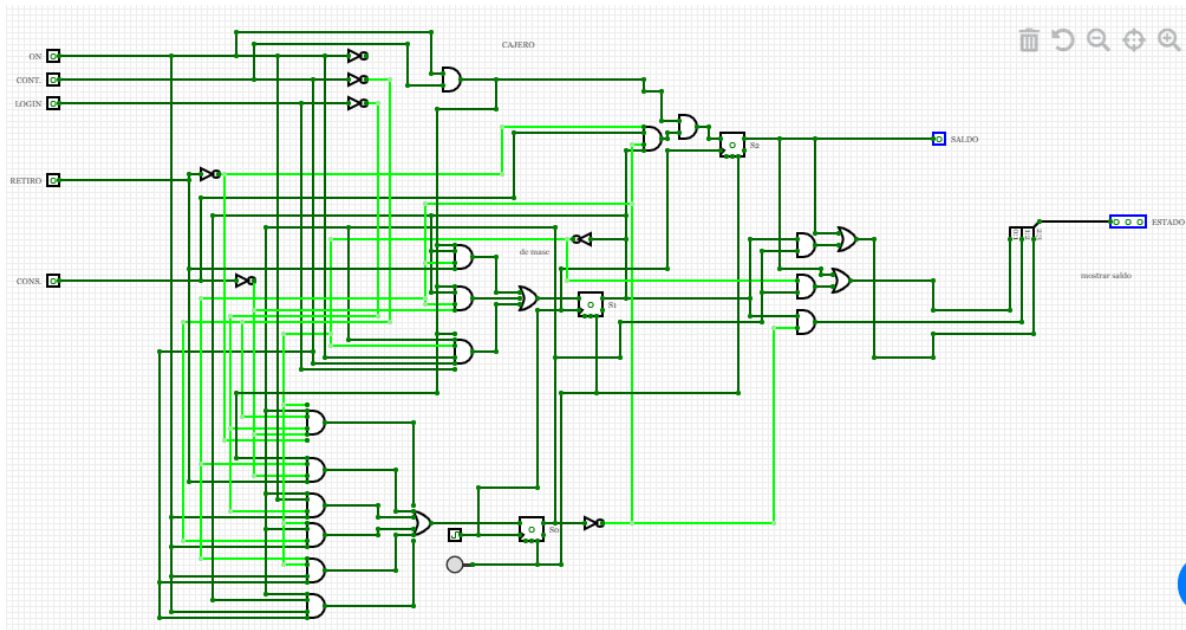 CAJERO
ON
CONT.
LOGIN
S2
SALDO
RETIRO
ESTADO
de mase
CONS.
mostrar saldo
S1
S0